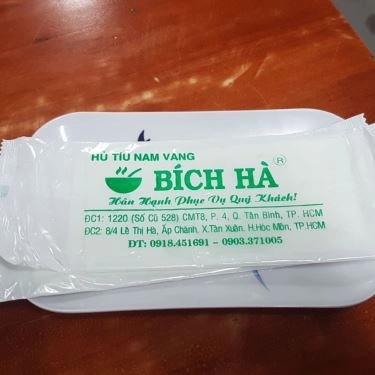 HỦ TÍU NAM VANG
BÍCH HÀ ®
Hân Hạnh Phục Vụ Quý Khách!
ĐC1: 1220 (Số Cũ 528) CMT8, P. 4, Q. Tân Bình, TP. HCM
ĐC2: 8/4 Lê Thị Hà, Ấp Chánh, X.Tân Xuân. H.Hóc Môn, TP.HCM
ĐT: 0918.451691 - 0903.371005